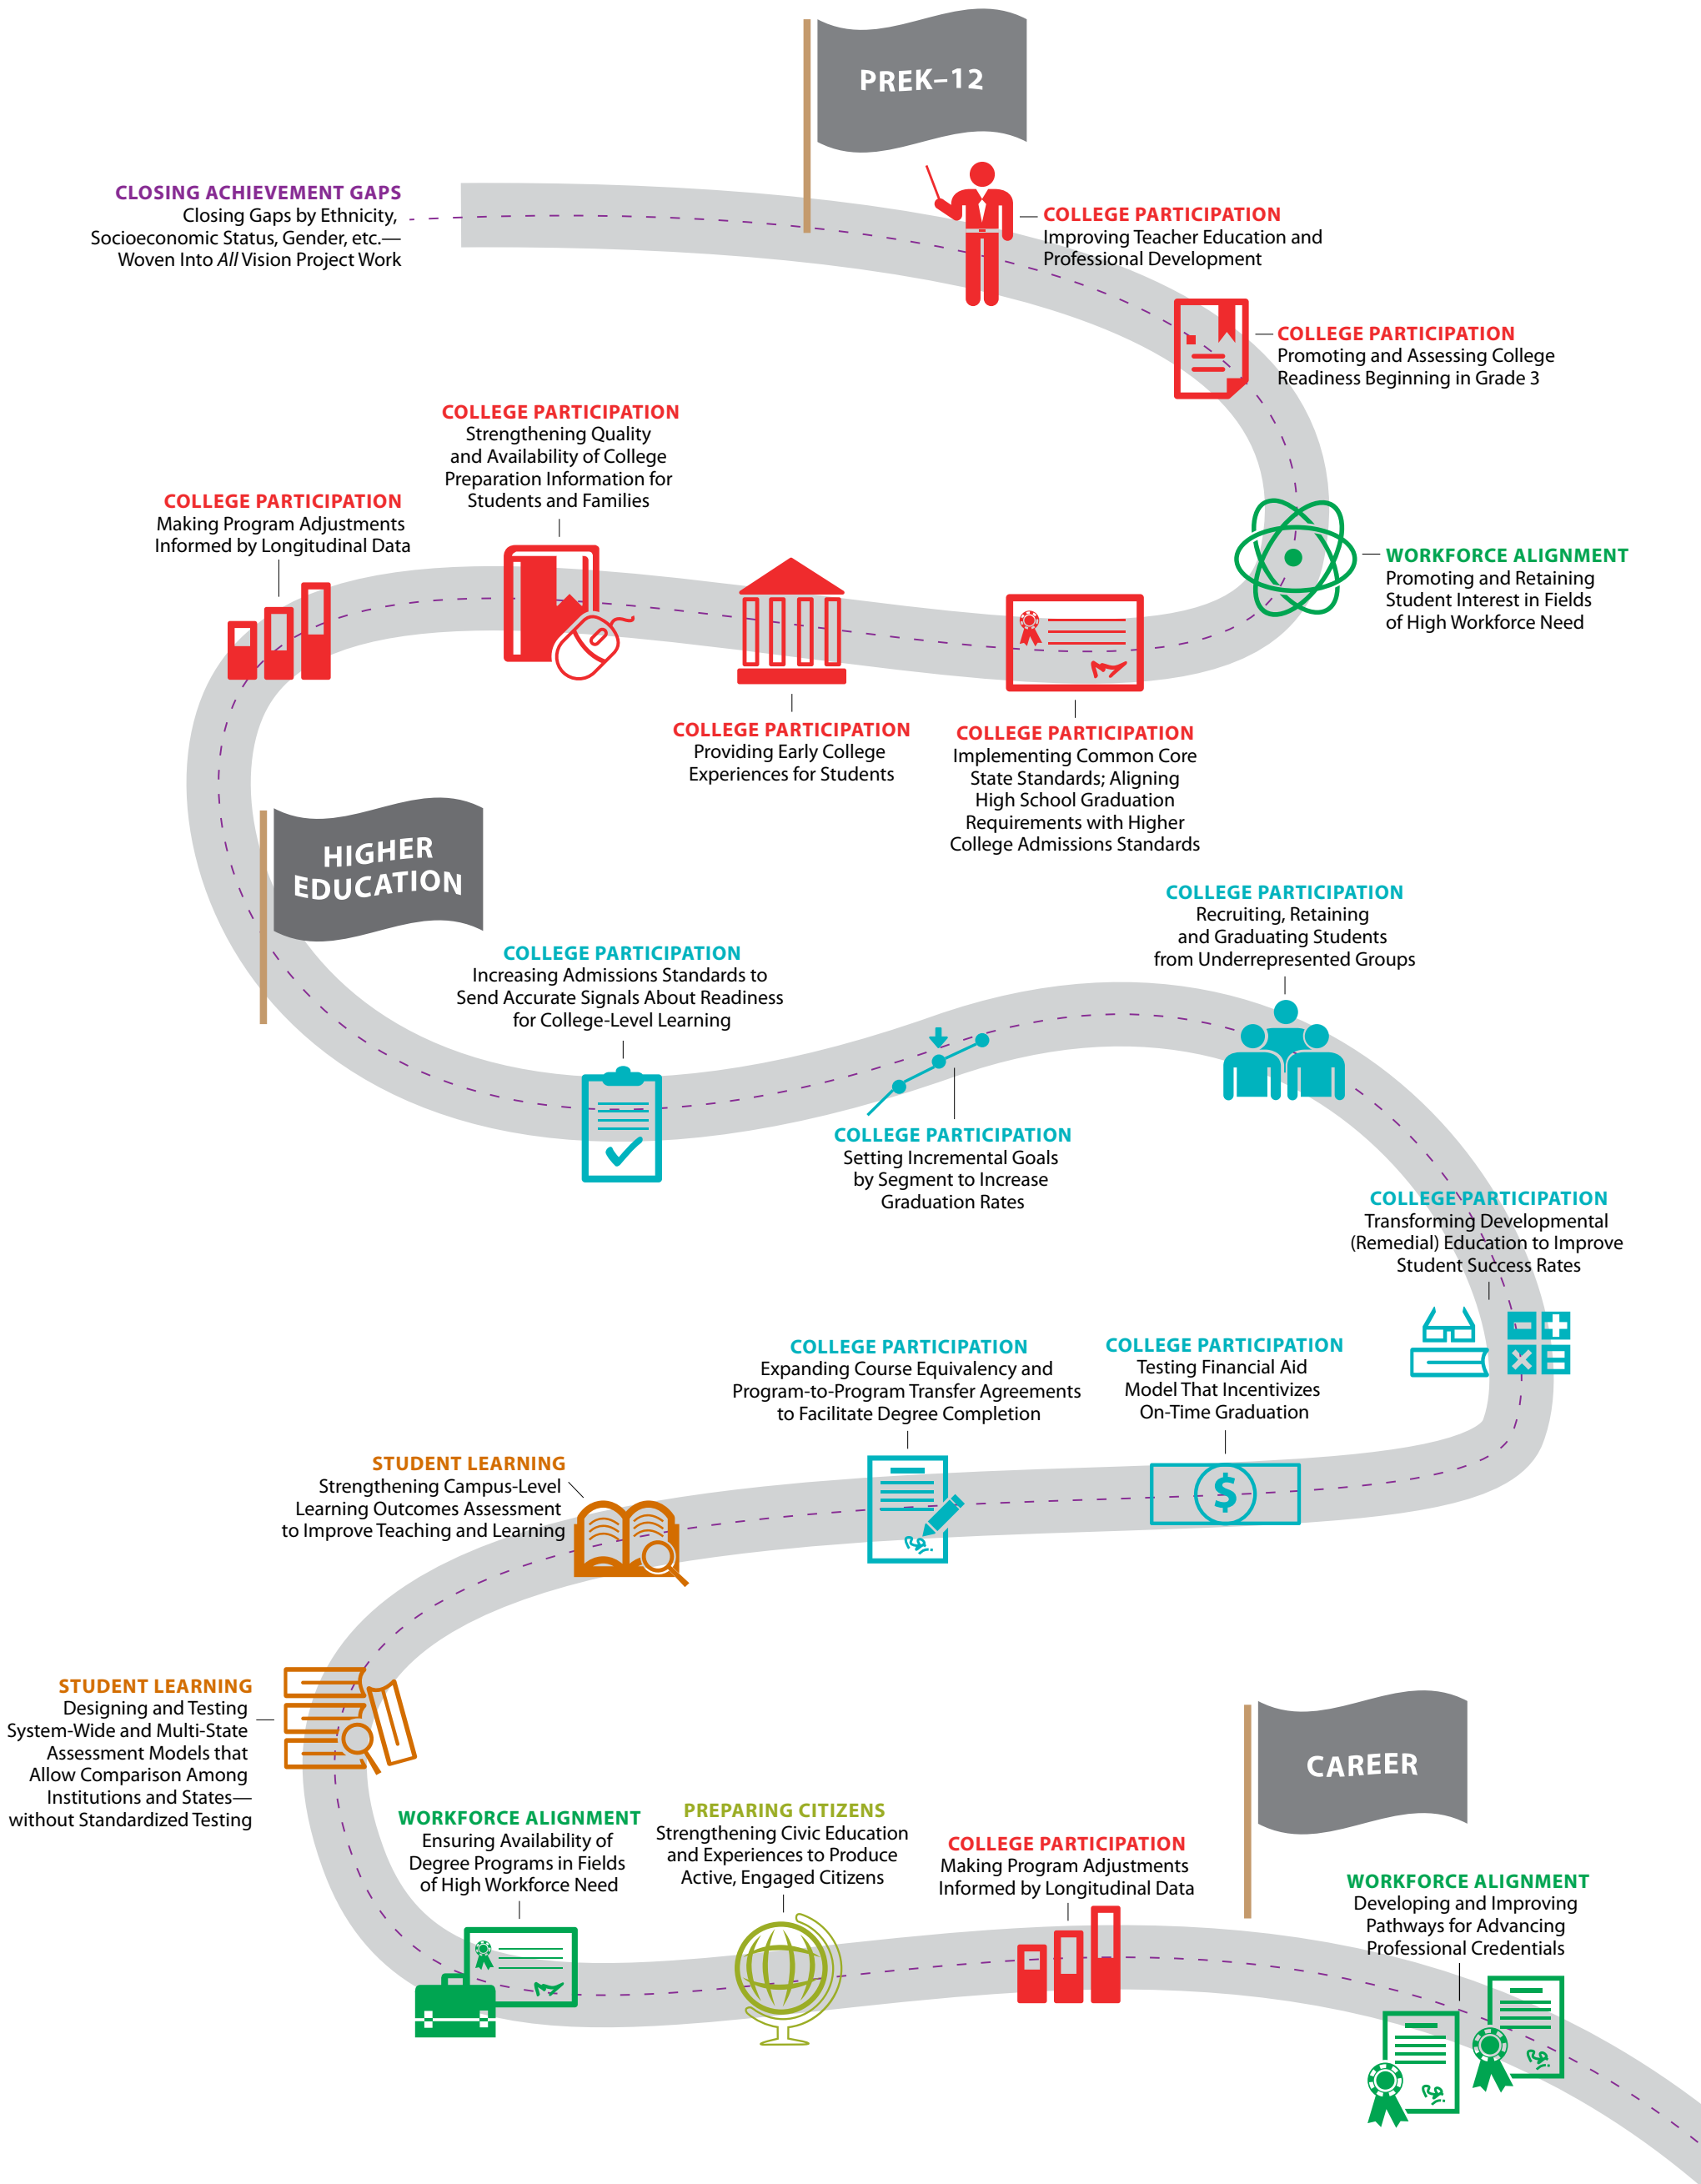 PREK–12
CLOSING ACHIEVEMENT GAPS
Closing Gaps by Ethnicity,
Socioeconomic Status, Gender, etc.—
Woven Into All Vision Project Work
COLLEGE PARTICIPATION
Improving Teacher Education and
Professional Development
COLLEGE PARTICIPATION
Promoting and Assessing College
Readiness Beginning in Grade 3
WORKFORCE ALIGNMENT
Promoting and Retaining
Student Interest in Fields
of High Workforce Need
COLLEGE PARTICIPATION
Implementing Common Core
State Standards; Aligning
High School Graduation
Requirements with Higher
College Admissions Standards
COLLEGE PARTICIPATION
Providing Early College
Experiences for Students
COLLEGE PARTICIPATION
Strengthening Quality
and Availability of College
Preparation Information for
Students and Families
COLLEGE PARTICIPATION
Making Program Adjustments
Informed by Longitudinal Data
HIGHER
EDUCATION
COLLEGE PARTICIPATION
Increasing Admissions Standards to
Send Accurate Signals About Readiness
for College-Level Learning
COLLEGE PARTICIPATION
Setting Incremental Goals
by Segment to Increase
Graduation Rates
COLLEGE PARTICIPATION
Recruiting, Retaining
and Graduating Students
from Underrepresented Groups
COLLEGE PARTICIPATION
Transforming Developmental
(Remedial) Education to Improve
Student Success Rates
COLLEGE PARTICIPATION
Testing Financial Aid
Model That Incentivizes
On-Time Graduation
$
COLLEGE PARTICIPATION
Expanding Course Equivalency and
Program-to-Program Transfer Agreements
to Facilitate Degree Completion
STUDENT LEARNING
Strengthening Campus-Level
Learning Outcomes Assessment
to Improve Teaching and Learning
STUDENT LEARNING
Designing and Testing
System-Wide and Multi-State
Assessment Models that
Allow Comparison Among
Institutions and States—
without Standardized Testing
WORKFORCE ALIGNMENT
Ensuring Availability of
Degree Programs in Fields
of High Workforce Need
PREPARING CITIZENS
Strengthening Civic Education
and Experiences to Produce
Active, Engaged Citizens
COLLEGE PARTICIPATION
Making Program Adjustments
Informed by Longitudinal Data
CAREER
WORKFORCE ALIGNMENT
Developing and Improving
Pathways for Advancing
Professional Credentials